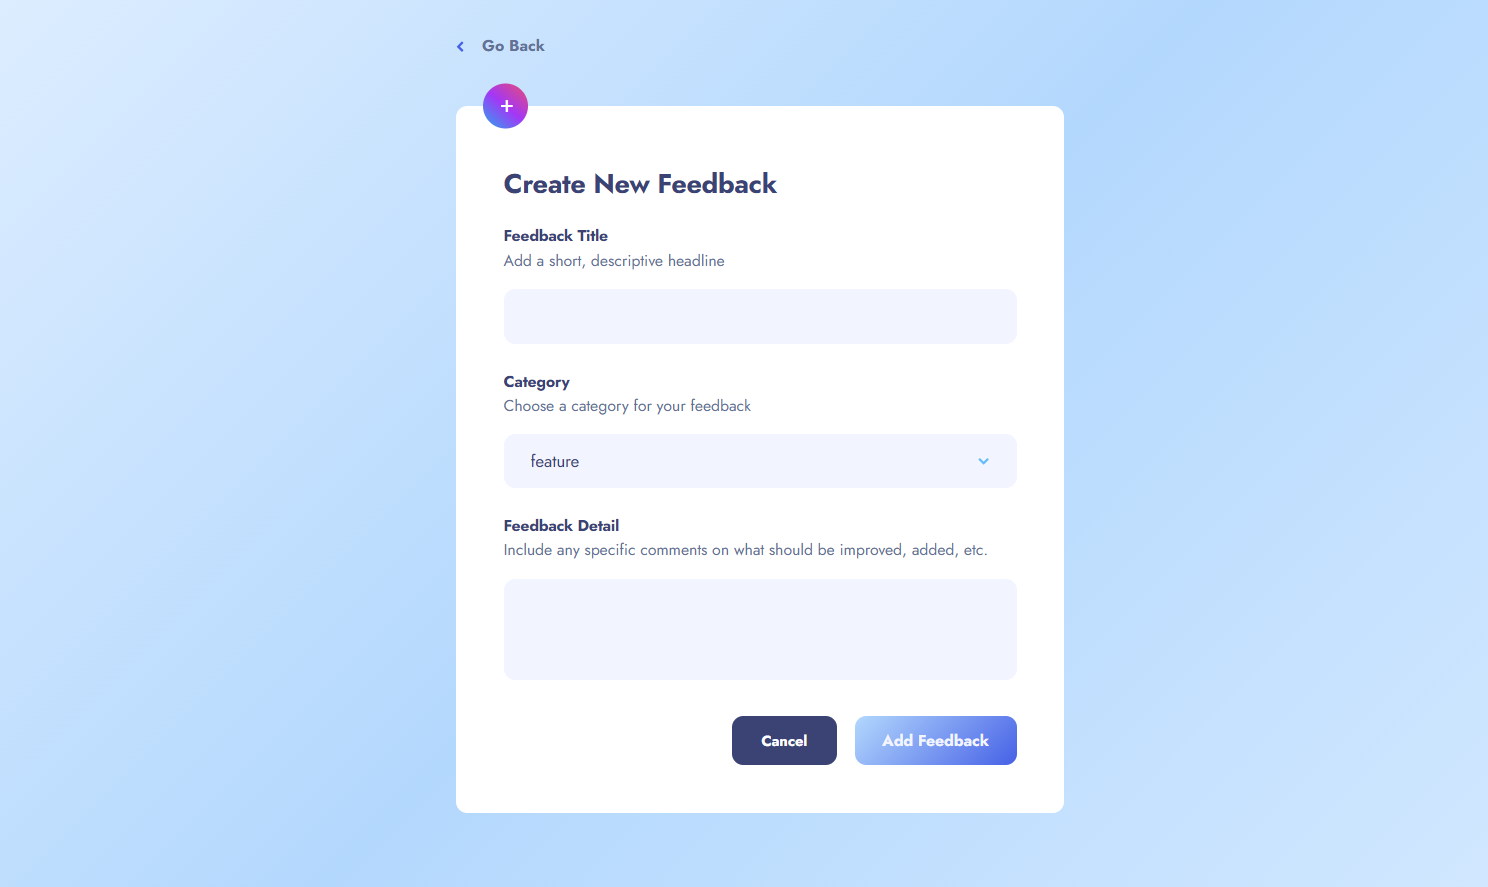 Go Back
+
Create New Feedback
Feedback Title
Add a short, descriptive headline
Category
Choose a category for your feedback
feature
Feedback Detail
Include any specific comments on what should be improved, added, etc.
Cancel
Add Feedback